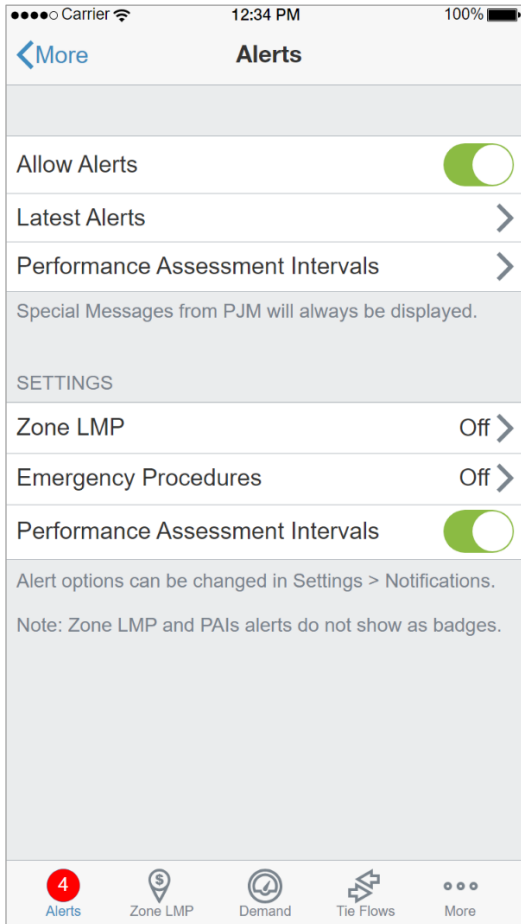 Carrier 12:34 PM 100%
More Alerts
Allow Alerts
Latest Alerts
Performance Assessment Intervals
Special Messages from PJM will always be displayed.
SETTINGS
Zone LMP Off
Emergency Procedures Off
Performance Assessment Intervals
Alert options can be changed in Settings > Notifications.
Note: Zone LMP and PAIs alerts do not show as badges.
4 $
Alerts Zone LMP Demand Tie Flows More